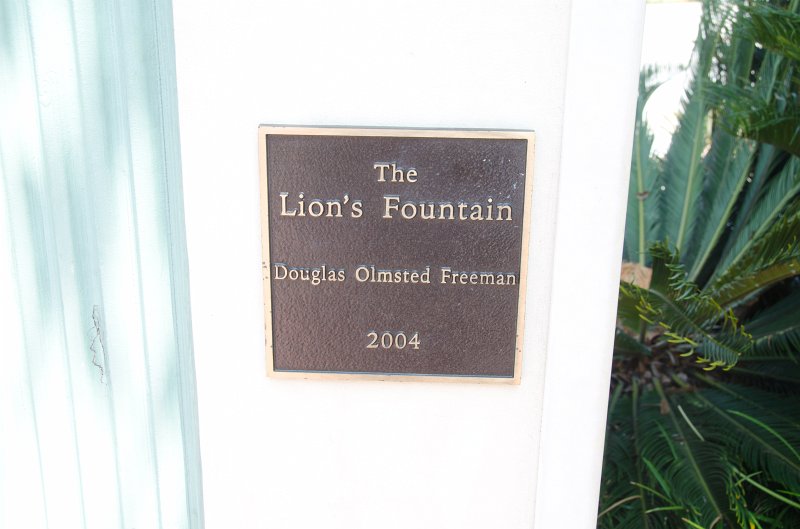 The
Lion's Fountain
Douglas Olmsted Freeman
2004